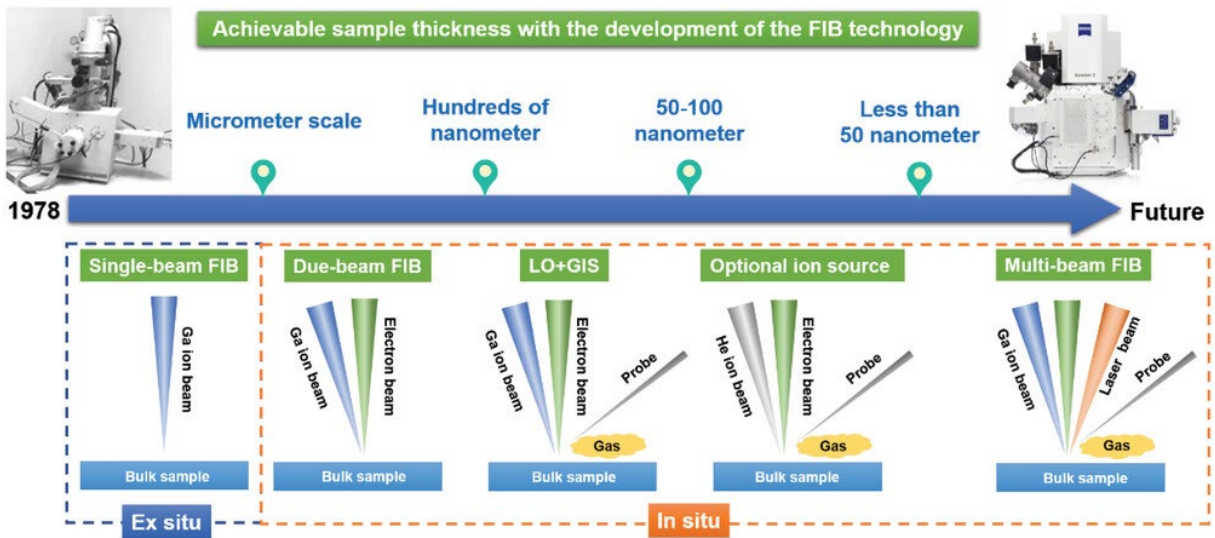 Achievable sample thickness with the development of the FIB technology
Micrometer scale
Hundreds of
nanometer
50-100
nanometer
Less than
50 nanometer
1978
Future
Single-beam FIB
Due-beam FIB
LO+GIS
Optional ion source
Multi-beam FIB
Ga ion beam
Ga ion beam
Electron beam
Ga ion beam
Electron beam
Probe
Gas
He ion beam
Electron beam
Probe
Gas
Ga ion beam
Laser beam
Probe
Gas
Bulk sample
Bulk sample
Bulk sample
Bulk sample
Bulk sample
Ex situ
In situ